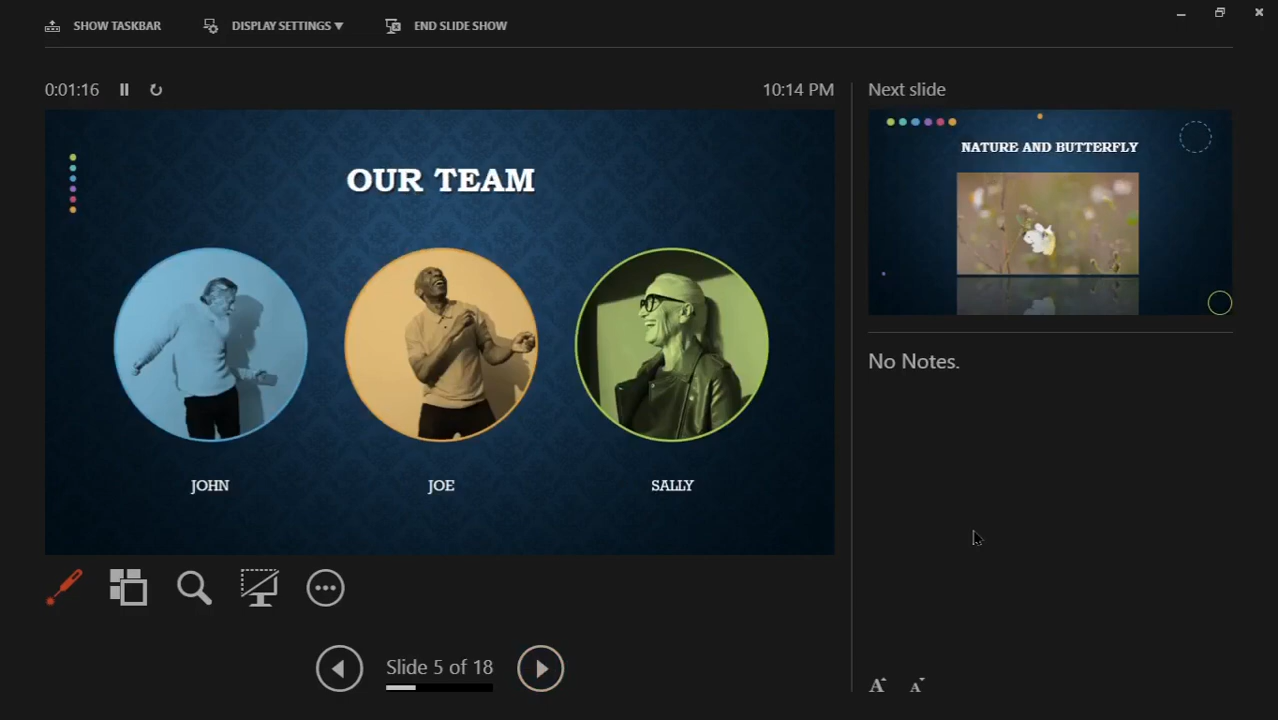 SHOW TASKBAR DISPLAY SETTINGS ▼ END SLIDE SHOW
0:01:16 10:14 PM
OUR TEAM
JOHN JOE SALLY
Slide 5 of 18
Next slide
NATURE AND BUTTERFLY
No Notes.
A A